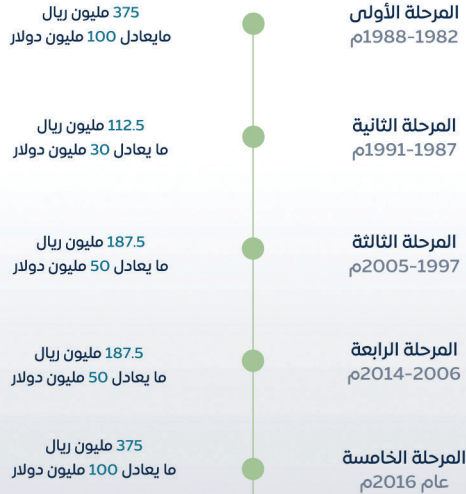 المرحلة الأولى
1982-1988م
375 مليون ريال
مايعادل 100 مليون دولار
المرحلة الثانية
1987-1991م
112.5 مليون ريال
ما يعادل 30 مليون دولار
المرحلة الثالثة
1997-2005م
187.5 مليون ريال
ما يعادل 50 مليون دولار
المرحلة الرابعة
2006-2014م
187.5 مليون ريال
ما يعادل 50 مليون دولار
المرحلة الخامسة
عام 2016م
375 مليون ريال
ما يعادل 100 مليون دولار